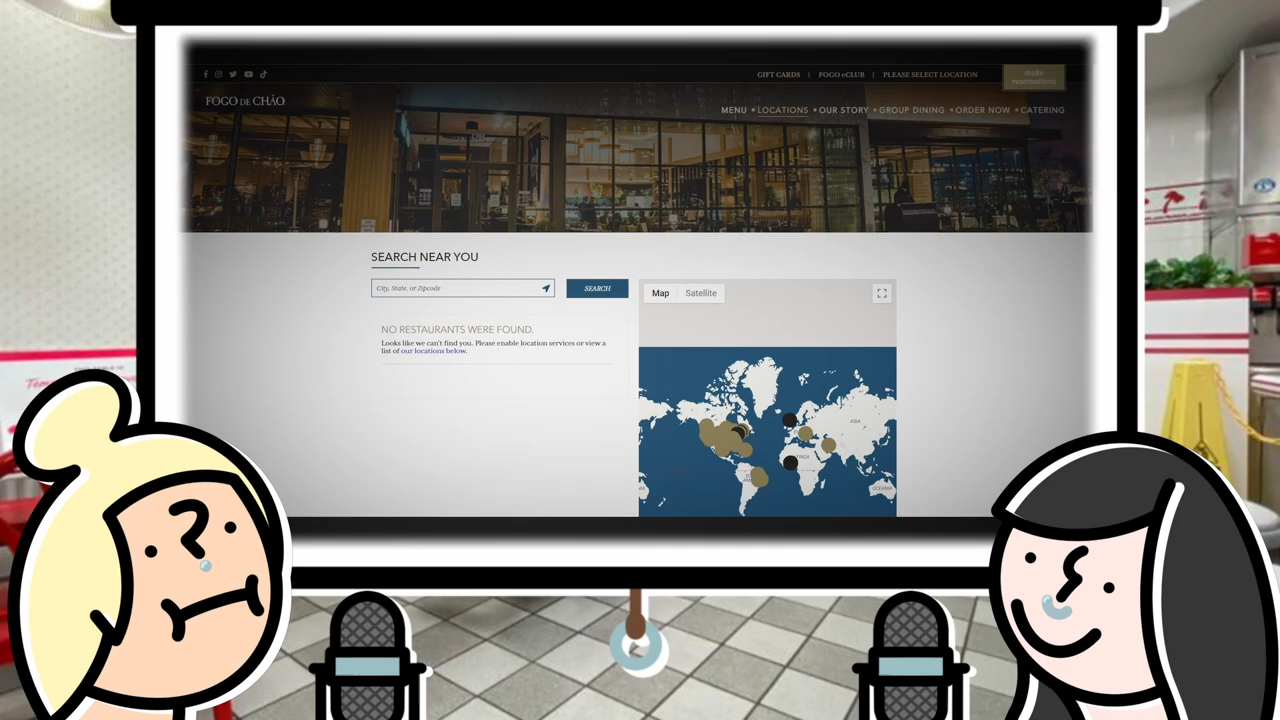 GIFT CARDS | FOGO eCLUB | PLEASE SELECT LOCATION
make
reservations
FOGO DE CHÃO
MENU • LOCATIONS • OUR STORY • GROUP DINING • ORDER NOW • CATERING
SEARCH NEAR YOU
City, State, or Zipcode
SEARCH
Map Satellite
NO RESTAURANTS WERE FOUND.
Looks like we can't find you. Please enable location services or view a
list of our locations below.
ASIA
OCEANIA